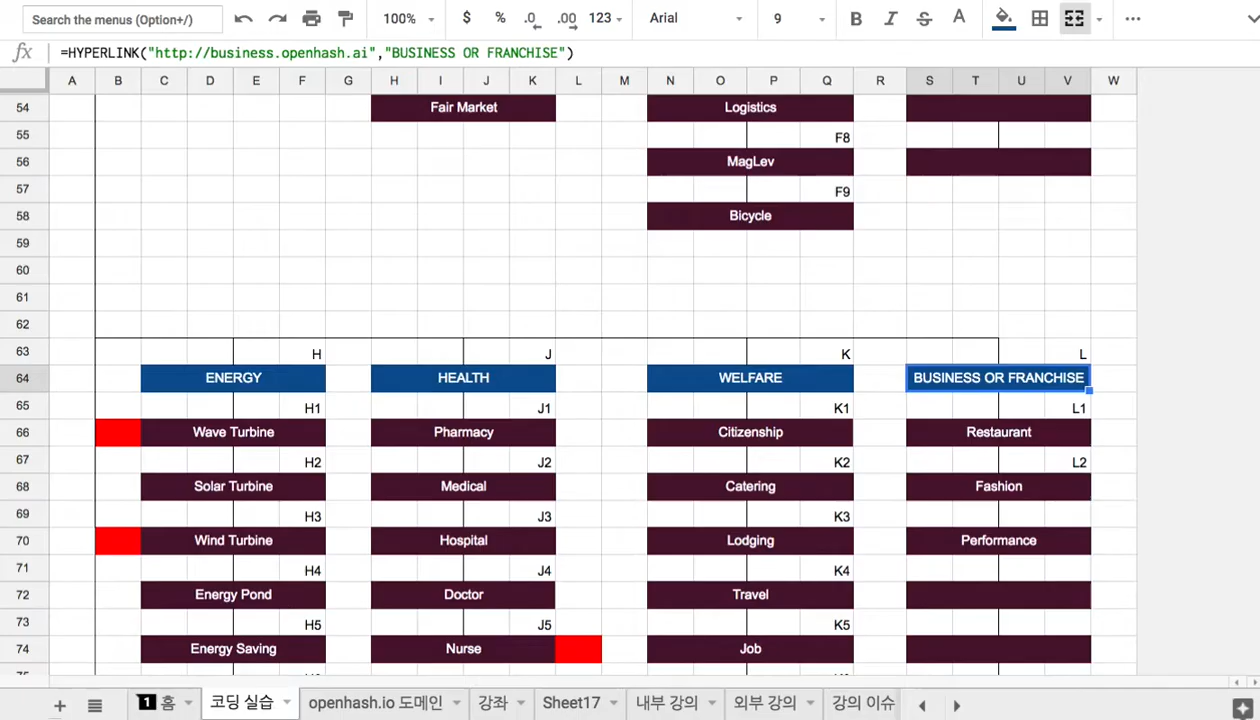 Search the menus (Option+/) 100% $ % .0 .00 123 Arial 9 B I S A
fx =HYPERLINK("http://business.openhash.ai","BUSINESS OR FRANCHISE")
A B C D E F G H I J K L M N O P Q R S T U V W
54 Fair Market Logistics
55 F8
56 MagLev
57 F9
58 Bicycle
59
60
61
62
63 H J K L
64 ENERGY HEALTH WELFARE BUSINESS OR FRANCHISE
65 H1 J1 K1 L1
66 Wave Turbine Pharmacy Citizenship Restaurant
67 H2 J2 K2 L2
68 Solar Turbine Medical Catering Fashion
69 H3 J3 K3
70 Wind Turbine Hospital Lodging Performance
71 H4 J4 K4
72 Energy Pond Doctor Travel
73 H5 J5 K5
74 Energy Saving Nurse Job
1 홈 코딩 실습 openhash.io 도메인 강좌 Sheet17 내부 강의 외부 강의 강의 이슈